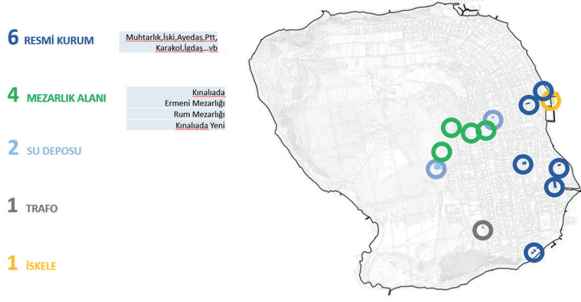 6 RESMİ KURUM
Muhtarlık,İski,Ayedaş,Ptt,
Karakol,İgdaş...vb
4 MEZARLIK ALANI
Kınalıada
Ermeni Mezarlığı
Rum Mezarlığı
Kınalıada Yeni
2 SU DEPOSU
1 TRAFO
1 İSKELE